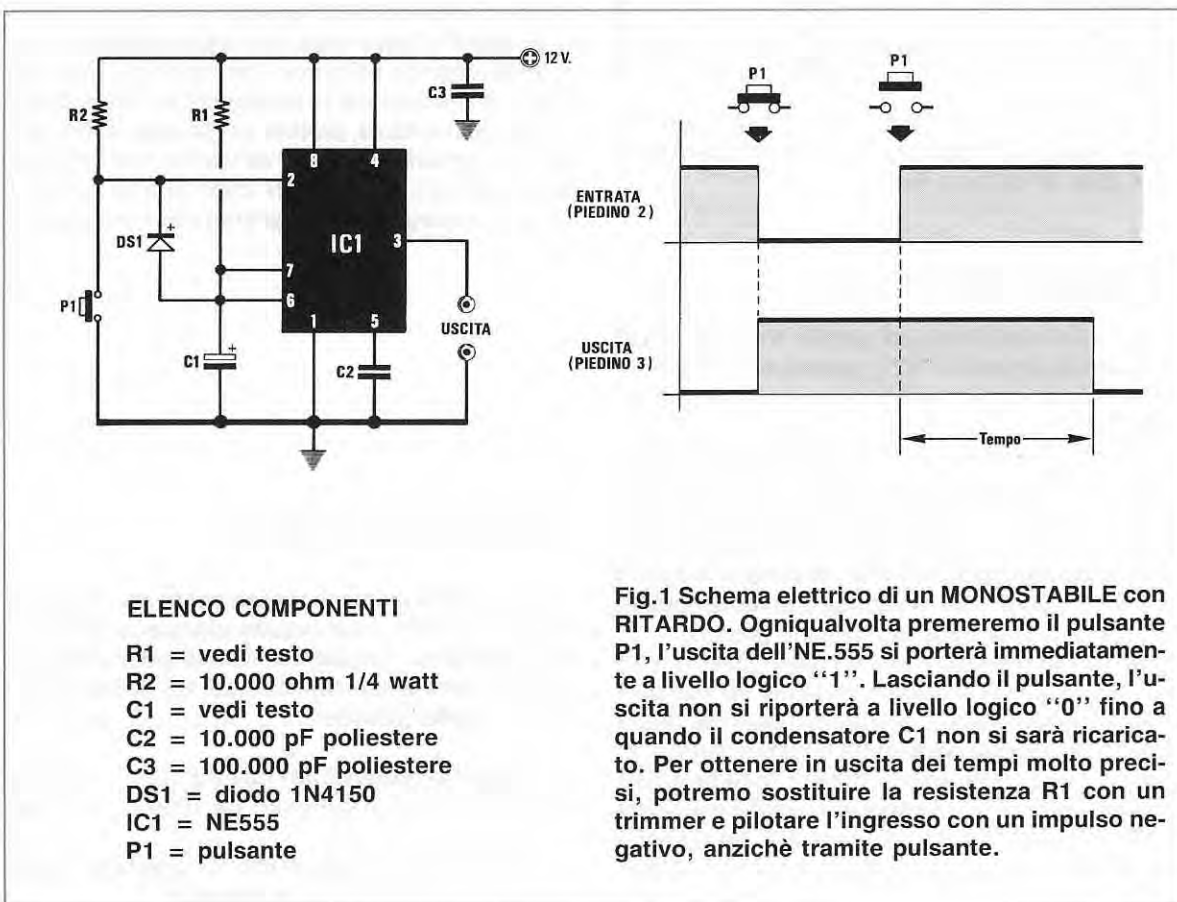 12 V.
C3
R2
R1
8
4
2
DS1
IC1
3
7
P1
6
1
5
USCITA
C1
C2
P1
P1
ENTRATA
(PIEDINO 2)
USCITA
(PIEDINO 3)
Tempo
ELENCO COMPONENTI
R1 = vedi testo
R2 = 10.000 ohm 1/4 watt
C1 = vedi testo
C2 = 10.000 pF poliestere
C3 = 100.000 pF poliestere
DS1 = diodo 1N4150
IC1 = NE555
P1 = pulsante
Fig.1 Schema elettrico di un MONOSTABILE con
RITARDO. Ogniqualvolta premeremo il pulsante
P1, l'uscita dell'NE.555 si porterà immediatamen-
te a livello logico ‘‘1’’. Lasciando il pulsante, l'u-
scita non si riporterà a livello logico ‘‘0’’ fino a
quando il condensatore C1 non si sarà ricarica-
to. Per ottenere in uscita dei tempi molto preci-
si, potremo sostituire la resistenza R1 con un
trimmer e pilotare l'ingresso con un impulso ne-
gativo, anzichè tramite pulsante.